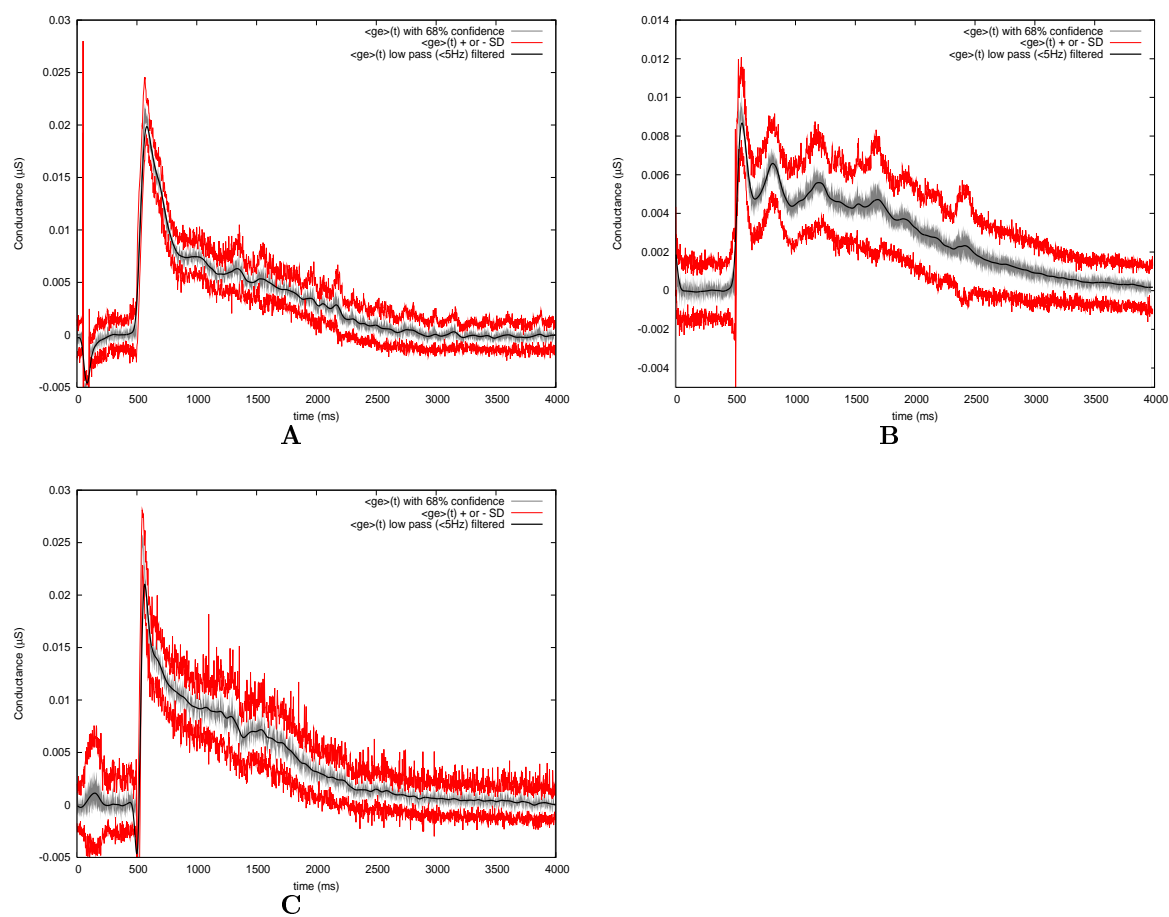 <ge>(t) with 68% confidence
<ge>(t) + or - SD
<ge>(t) low pass (<5Hz) filtered
0.03
0.025
0.02
0.015
0.01
0.005
0
-0.005
Conductance (µS)
0 500 1000 1500 2000 2500 3000 3500 4000
time (ms)
A
<ge>(t) with 68% confidence
<ge>(t) + or - SD
<ge>(t) low pass (<5Hz) filtered
0.014
0.012
0.01
0.008
0.006
0.004
0.002
0
-0.002
-0.004
Conductance (µS)
0 500 1000 1500 2000 2500 3000 3500 4000
time (ms)
B
<ge>(t) with 68% confidence
<ge>(t) + or - SD
<ge>(t) low pass (<5Hz) filtered
0.03
0.025
0.02
0.015
0.01
0.005
0
-0.005
Conductance (µS)
0 500 1000 1500 2000 2500 3000 3500 4000
time (ms)
C